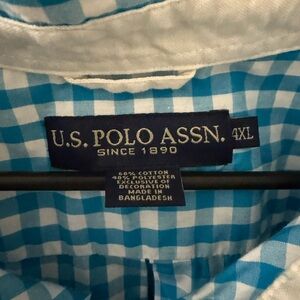 U.S. POLO ASSN.
SINCE 1890
4XL
60% COTTON
40% POLYESTER
EXCLUSIVE OF
DECORATION
MADE IN
BANGLADESH